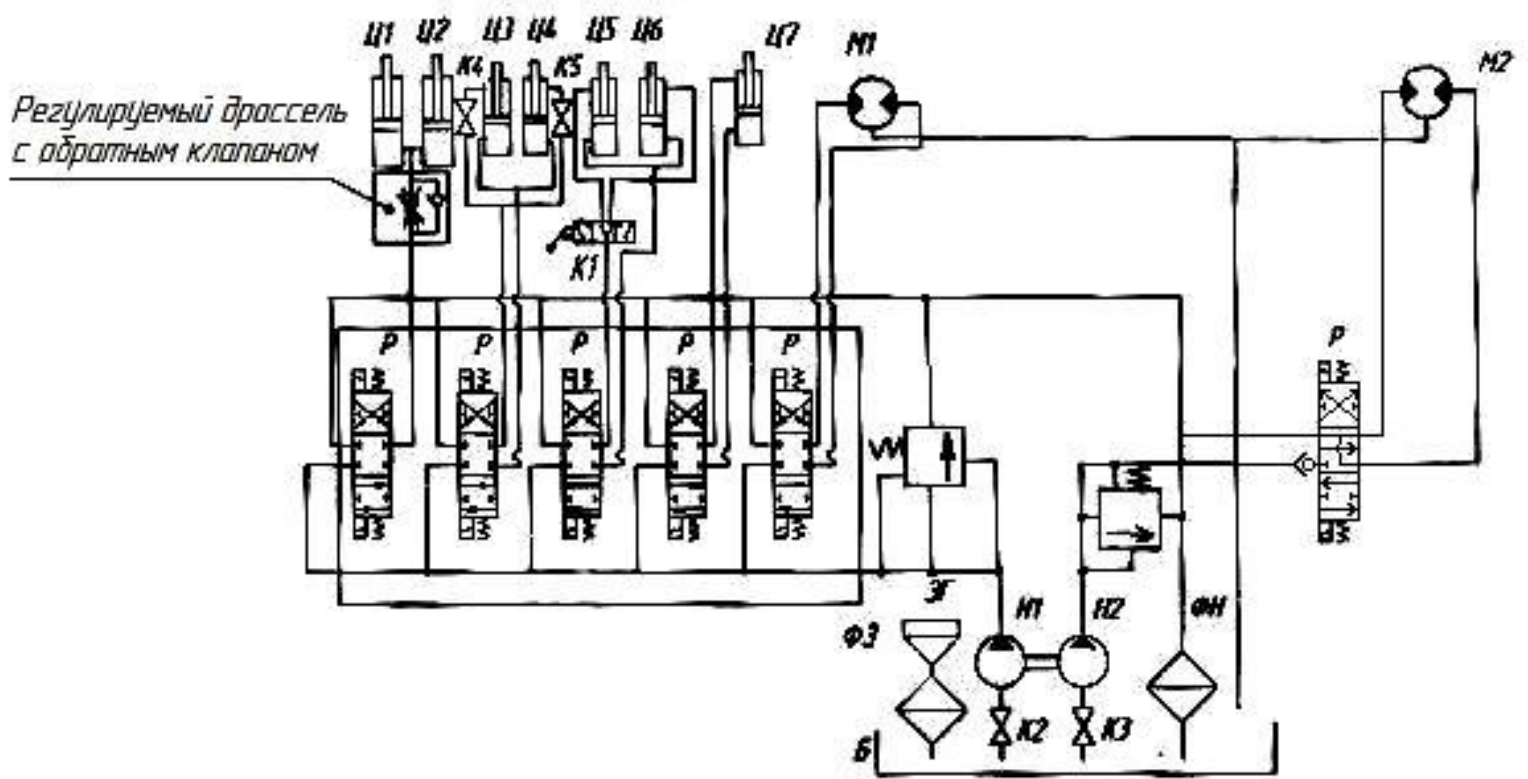 Ц1 Ц2 К4 Ц3 Ц4 К5 Ц5 Ц6 Ц7 М1 М2
Регулируемый дроссель
с обратным клапаном
К1
Р Р Р Р Р Р
ЭГ Н1 Н2 ФН
ФЗ
К2 К3
Б